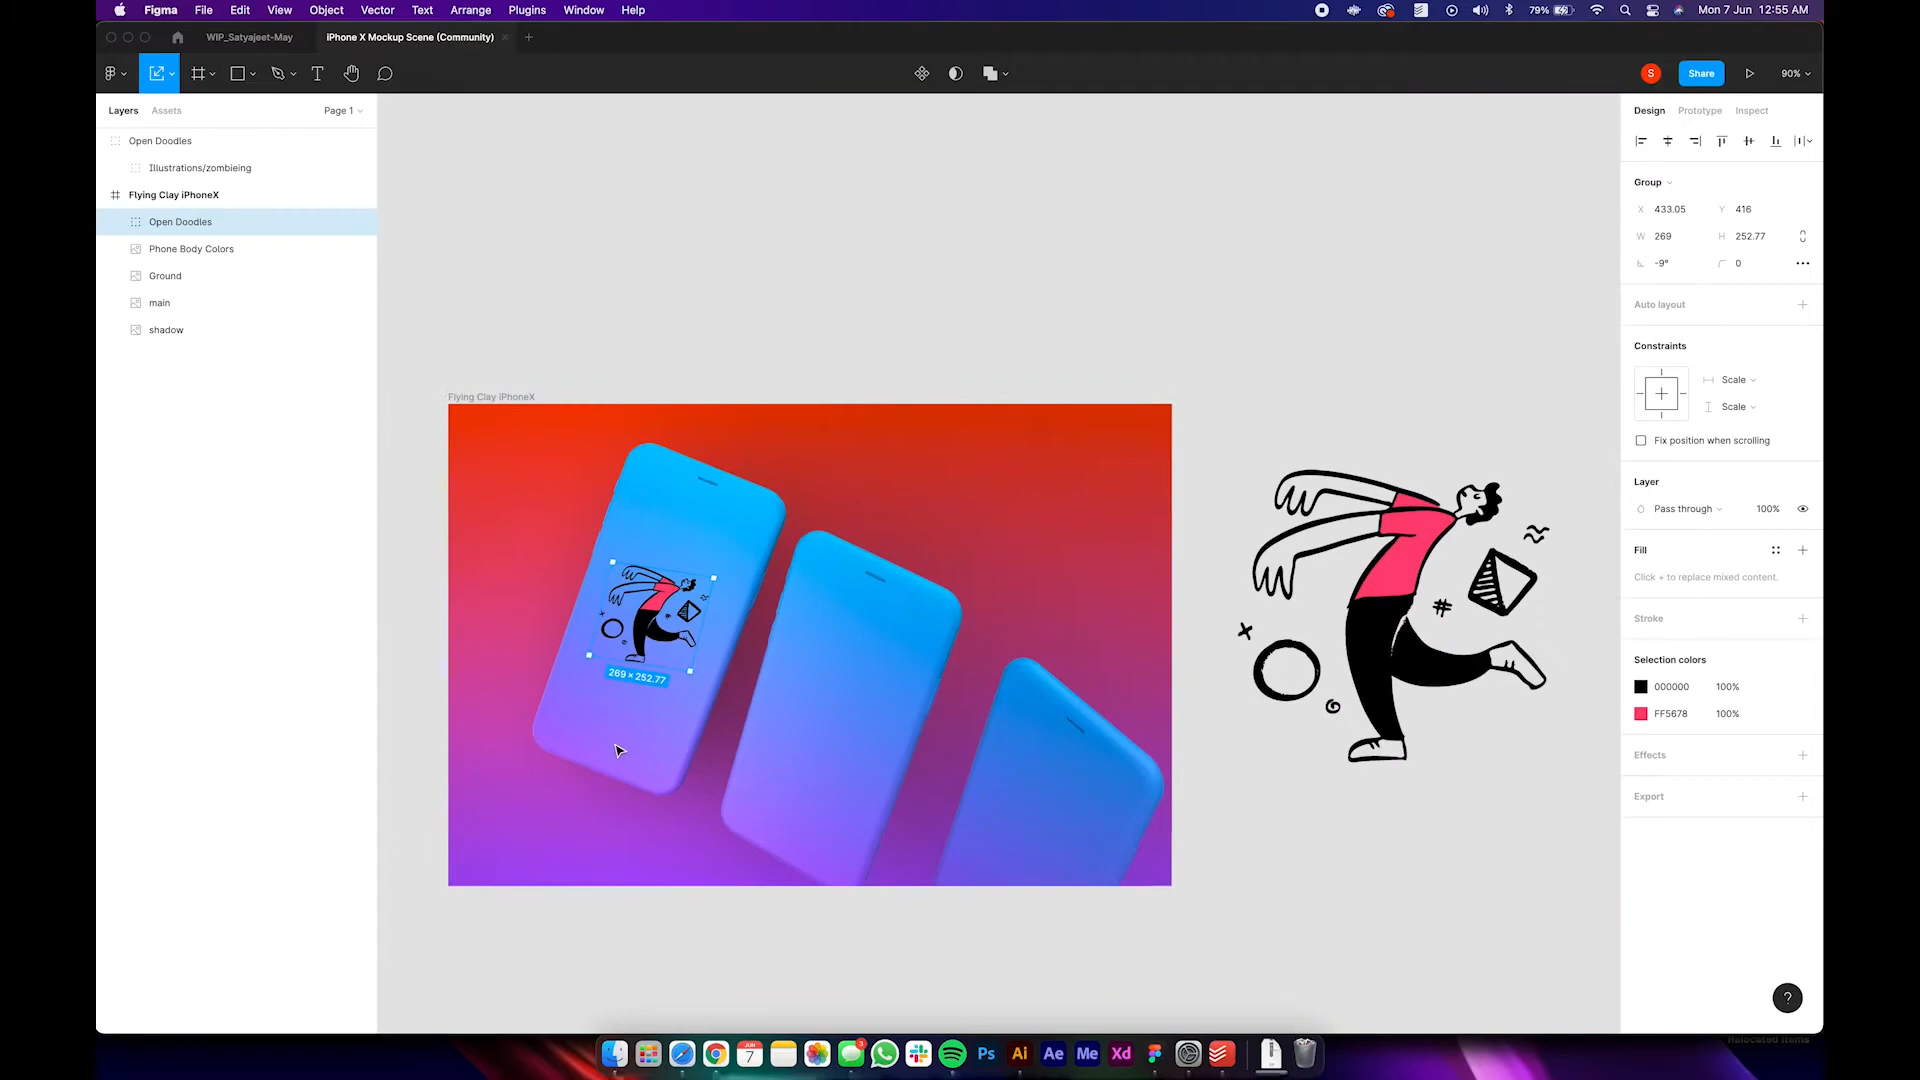 Figma File Edit View Object Vector Text Arrange Plugins Window Help
79% Mon 7 Jun 12:55 AM
WIP_Satyajeet-May
iPhone X Mockup Scene (Community)
S
Share
90%
Layers Assets Page 1
Open Doodles
Illustrations/zombieing
Flying Clay iPhoneX
Open Doodles
Phone Body Colors
Ground
main
shadow
Flying Clay iPhoneX
269 × 252.77
Design Prototype Inspect
Group
X 433.05 Y 416
W 269 H 252.77
-9° 0
Auto layout
Constraints
Scale
Scale
Fix position when scrolling
Layer
Pass through 100%
Fill
Click + to replace mixed content.
Stroke
Selection colors
000000 100%
FF5678 100%
Effects
Export
?
Relocated Items
JUN
7
3
Ps Ai Ae Me Xd